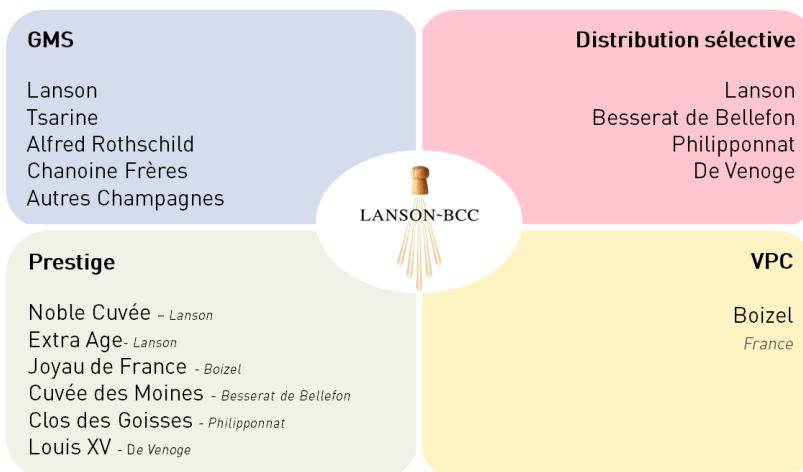 GMS
Lanson
Tsarine
Alfred Rothschild
Chanoine Frères
Autres Champagnes
Distribution sélective
Lanson
Besserat de Bellefon
Philipponnat
De Venoge
LANSON~BCC
Prestige
Noble Cuvée – Lanson
Extra Age- Lanson
Joyau de France - Boizel
Cuvée des Moines - Besserat de Bellefon
Clos des Goisses - Philipponnat
Louis XV - De Venoge
VPC
Boizel
France